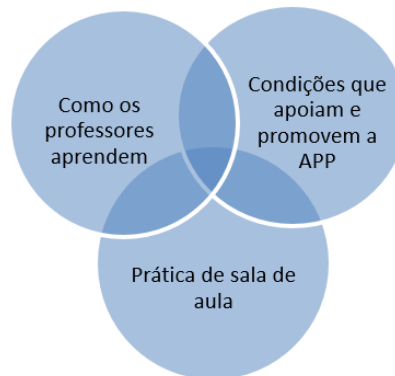 Como os
professores
aprendem
Condições que
apoiam e
promovem a
APP
Prática de sala de
aula